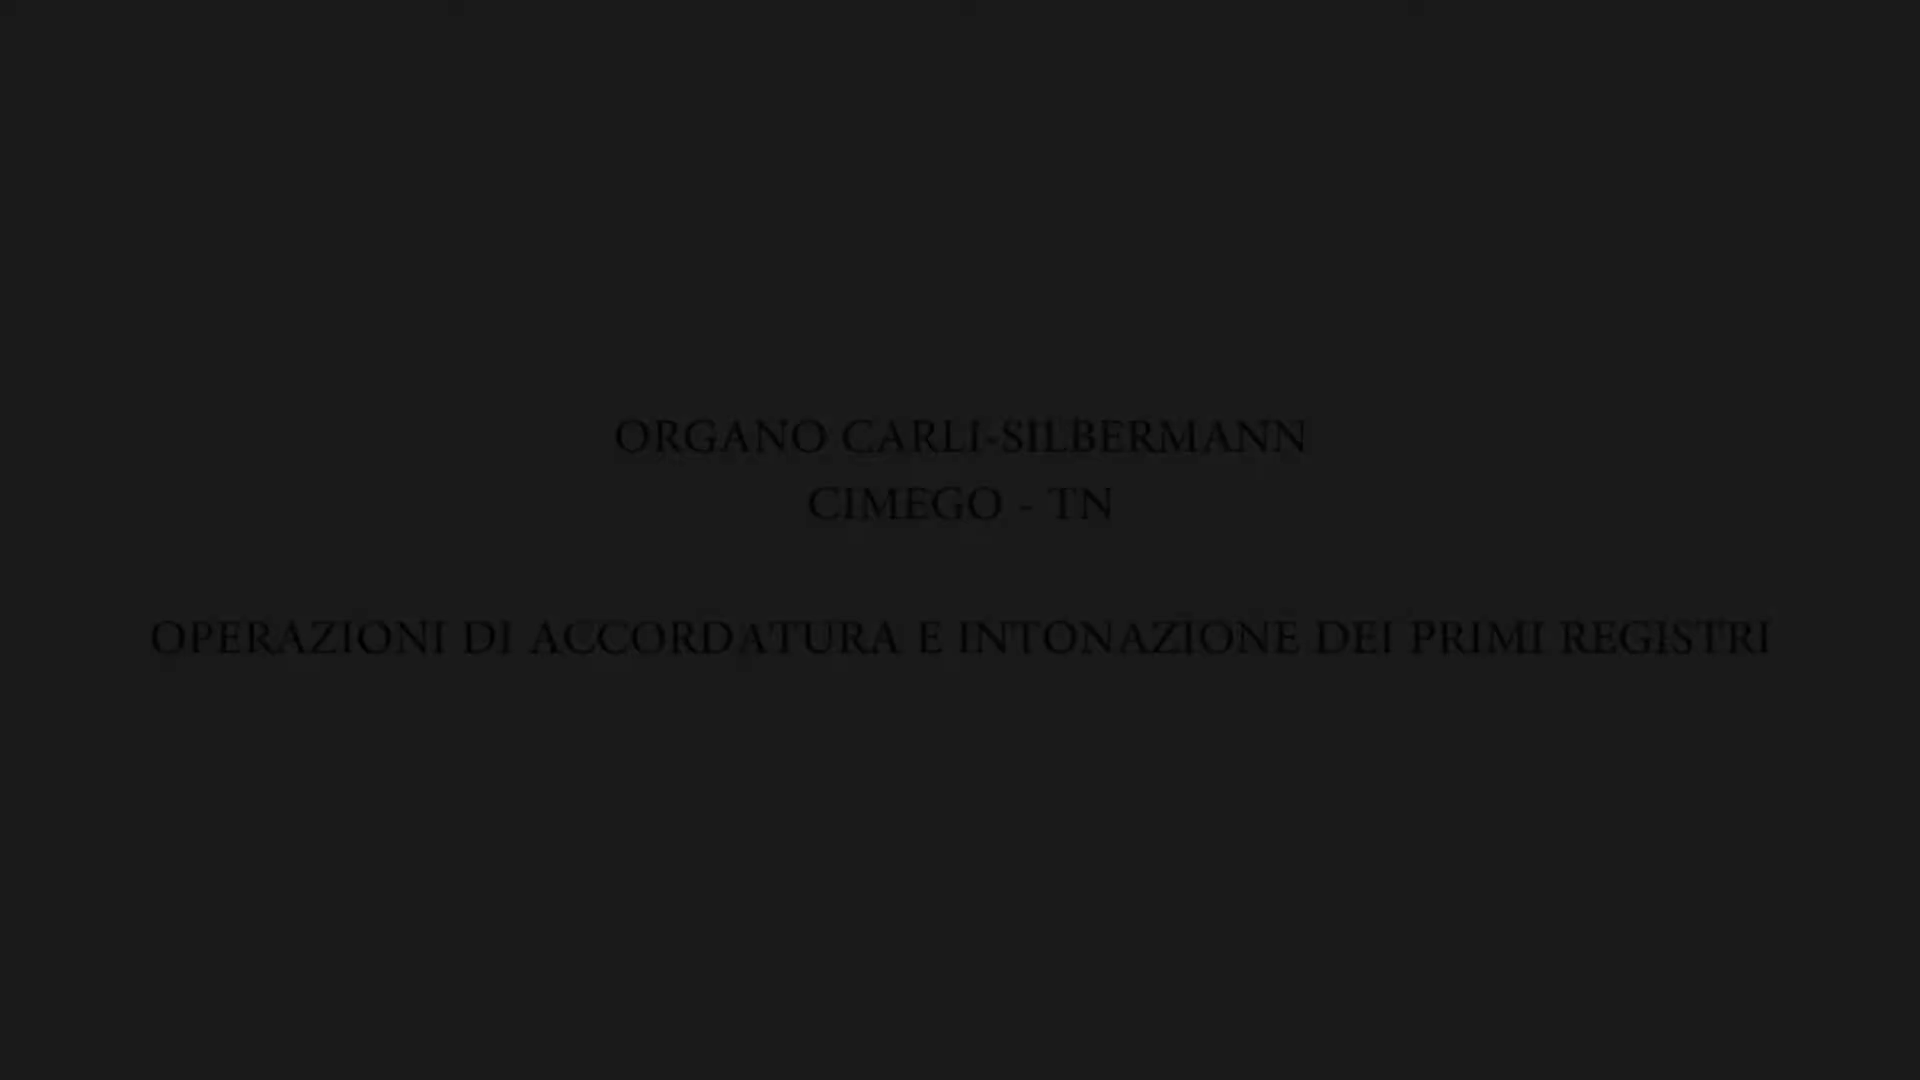 ORGANO CARLI-SILBERMANN
CIMEGO - TN
OPERAZIONI DI ACCORDATURA E INTONAZIONE DEI PRIMI REGISTRI